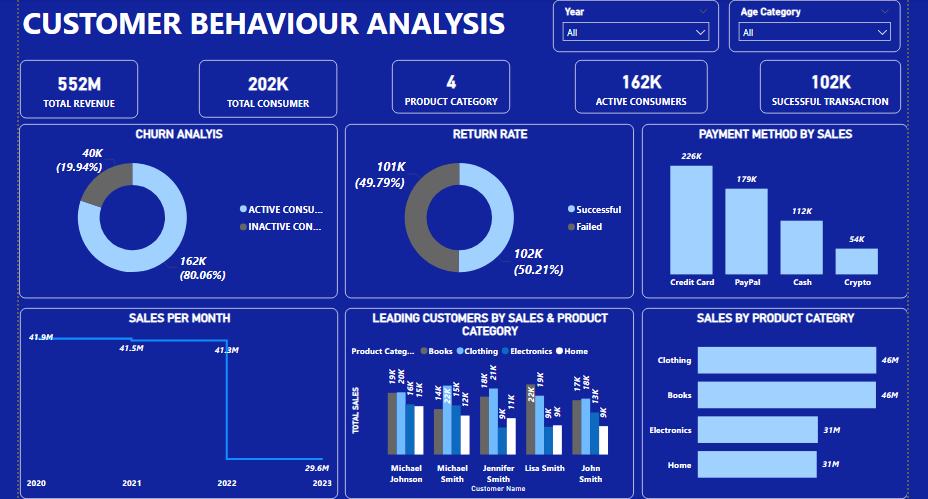 CUSTOMER BEHAVIOUR ANALYSIS
Year
All
Age Category
All
552M
TOTAL REVENUE
202K
TOTAL CONSUMER
4
PRODUCT CATEGORY
162K
ACTIVE CONSUMERS
102K
SUCESSFUL TRANSACTION
CHURN ANALYIS
40K
(19.94%)
162K
(80.06%)
ACTIVE CONSU...
INACTIVE CON...
RETURN RATE
101K
(49.79%)
102K
(50.21%)
Successful
Failed
PAYMENT METHOD BY SALES
226K
179K
112K
54K
Credit Card
PayPal
Cash
Crypto
SALES PER MONTH
41.9M
41.5M
41.3M
29.6M
2020
2021
2022
2023
LEADING CUSTOMERS BY SALES & PRODUCT
CATEGORY
Product Categ...
Books
Clothing
Electronics
Home
TOTAL SALES
19K
20K
16K
15K
14K
22K
15K
12K
18K
21K
9K
11K
22K
19K
9K
9K
17K
18K
13K
9K
Michael
Johnson
Michael
Smith
Jennifer
Smith
Lisa Smith
John
Smith
Customer Name
SALES BY PRODUCT CATEGRY
Clothing
46M
Books
46M
Electronics
31M
Home
31M